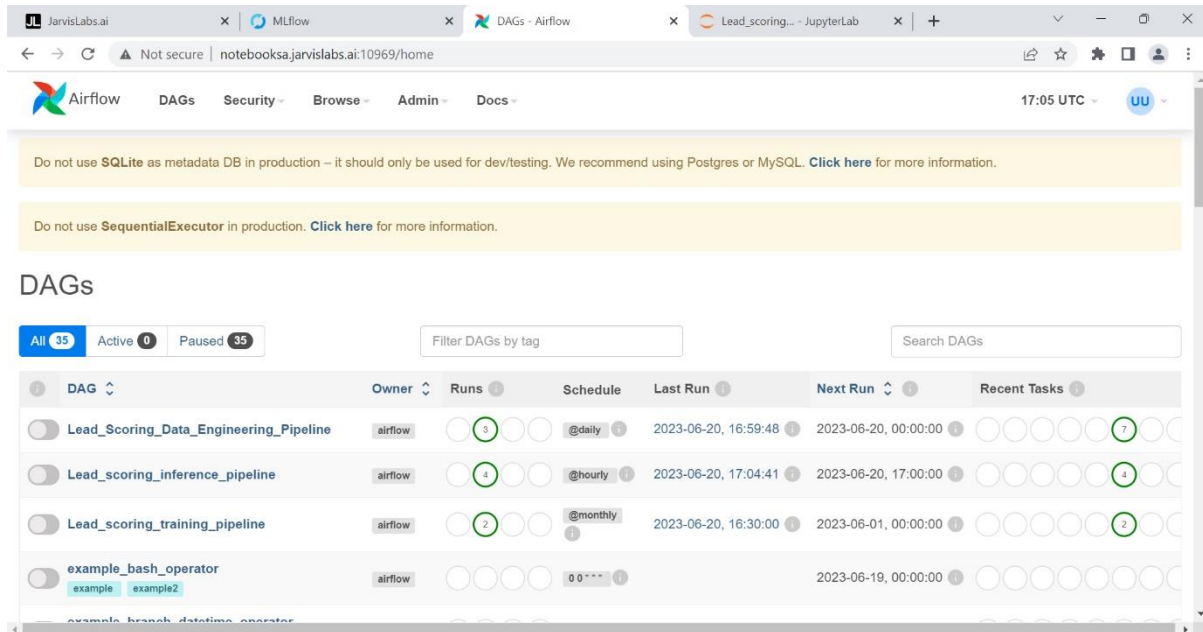 JL JarvisLabs.ai MLflow DAGs - Airflow Lead_scoring... - JupyterLab
Not secure | notebooksa.jarvislabs.ai:10969/home
Airflow DAGs Security Browse Admin Docs 17:05 UTC UU
Do not use SQLite as metadata DB in production – it should only be used for dev/testing. We recommend using Postgres or MySQL. Click here for more information.
Do not use SequentialExecutor in production. Click here for more information.
DAGs
All 35 Active 0 Paused 35 Filter DAGs by tag Search DAGs
DAG Owner Runs Schedule Last Run Next Run Recent Tasks
Lead_Scoring_Data_Engineering_Pipeline airflow 3 @daily 2023-06-20, 16:59:48 2023-06-20, 00:00:00 7
Lead_scoring_inference_pipeline airflow 4 @hourly 2023-06-20, 17:04:41 2023-06-20, 17:00:00 4
Lead_scoring_training_pipeline airflow 2 @monthly 2023-06-20, 16:30:00 2023-06-01, 00:00:00 2
example_bash_operator airflow 0 0 * * * 2023-06-19, 00:00:00
example example2
example_branch_datetime_operator